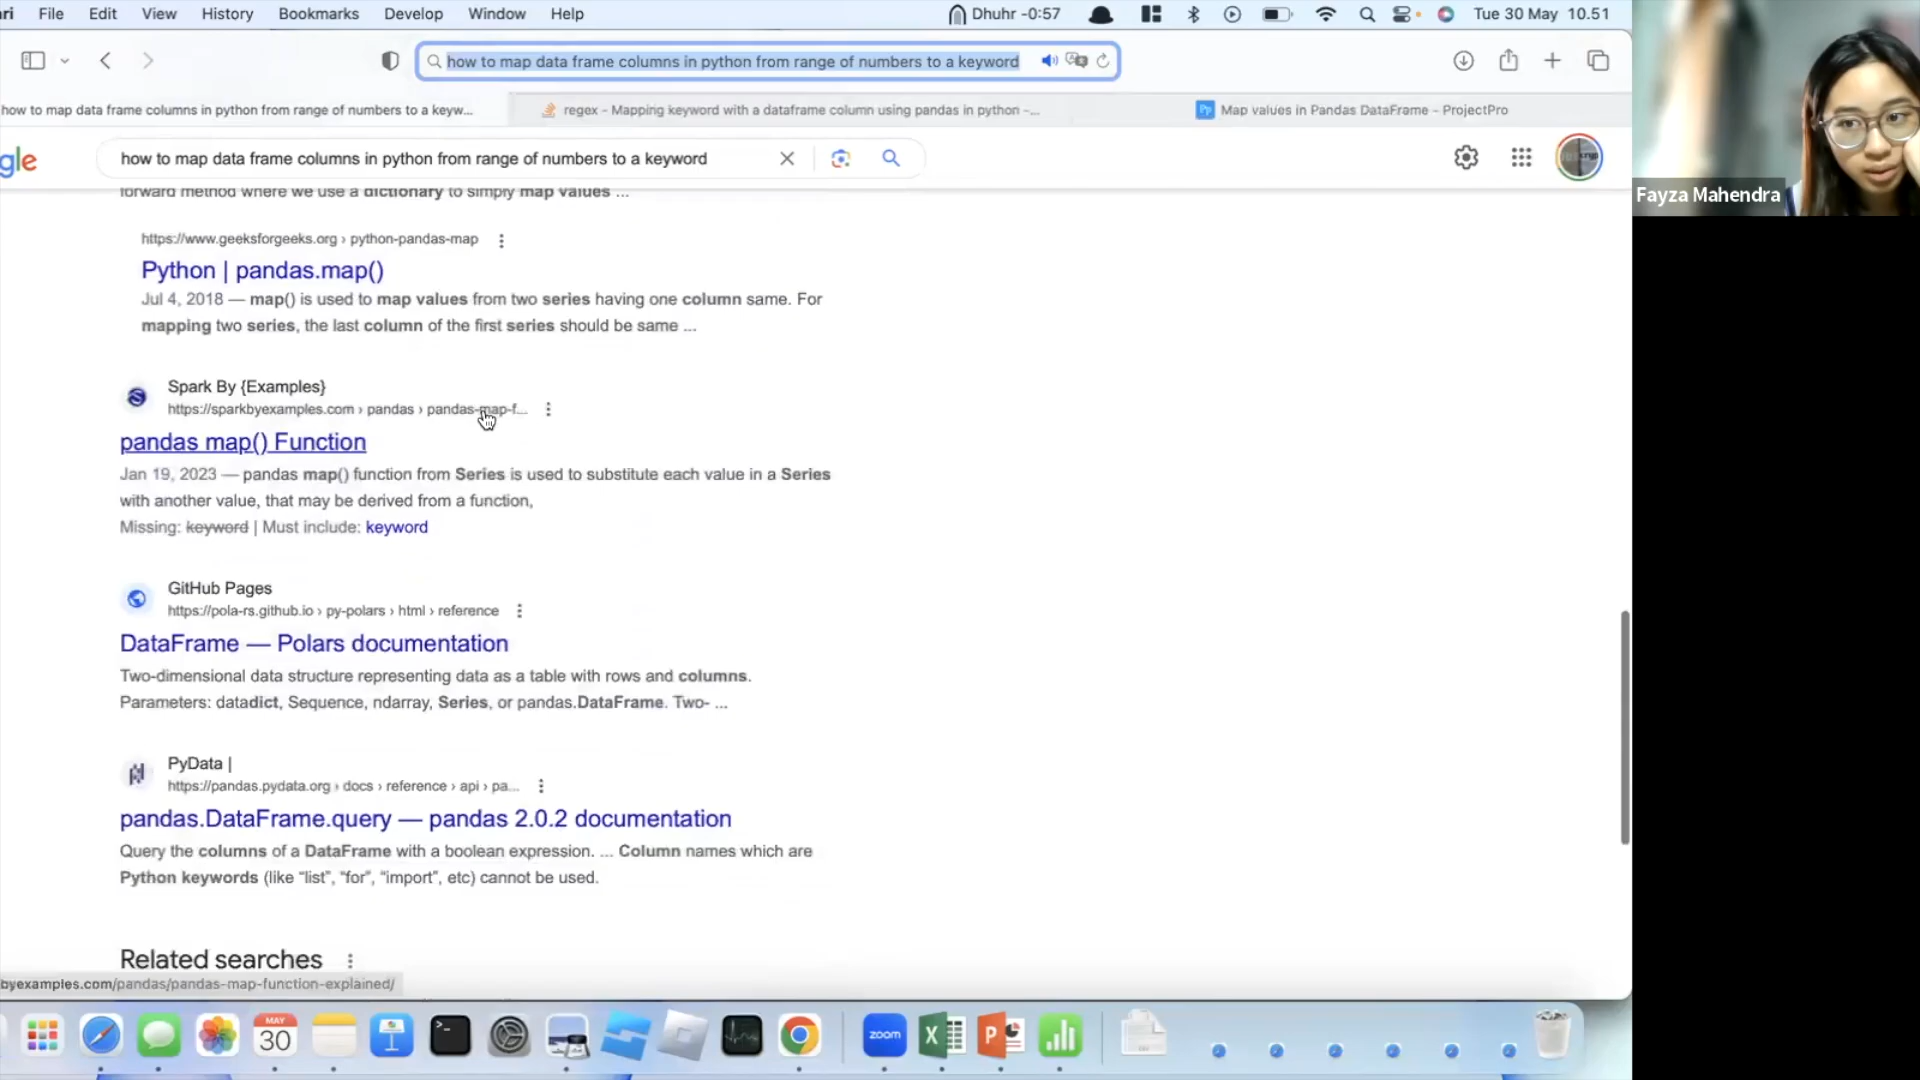 ri File Edit View History Bookmarks Develop Window Help Dhuhr -0:57 Tue 30 May 10.51
how to map data frame columns in python from range of numbers to a keyword
how to map data frame columns in python from range of numbers to a keyw... regex - Mapping keyword with a dataframe column using pandas in python -... Pp Map values in Pandas DataFrame - ProjectPro
gle how to map data frame columns in python from range of numbers to a keyword
forward method where we use a dictionary to simply map values ...
https://www.geeksforgeeks.org › python-pandas-map
Python | pandas.map()
Jul 4, 2018 — map() is used to map values from two series having one column same. For
mapping two series, the last column of the first series should be same ...
Spark By {Examples}
https://sparkbyexamples.com › pandas › pandas-map-f...
pandas map() Function
Jan 19, 2023 — pandas map() function from Series is used to substitute each value in a Series
with another value, that may be derived from a function,
Missing: keyword | Must include: keyword
GitHub Pages
https://pola-rs.github.io › py-polars › html › reference
DataFrame — Polars documentation
Two-dimensional data structure representing data as a table with rows and columns.
Parameters: datadict, Sequence, ndarray, Series, or pandas.DataFrame. Two- ...
PyData |
https://pandas.pydata.org › docs › reference › api › pa...
pandas.DataFrame.query — pandas 2.0.2 documentation
Query the columns of a DataFrame with a boolean expression. ... Column names which are
Python keywords (like "list", "for", "import", etc) cannot be used.
Related searches
byexamples.com/pandas/pandas-map-function-explained/
MAY
30
zoom
Fayza Mahendra